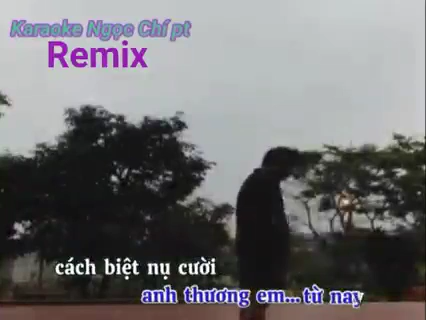 Karaoke Ngọc Chí pt
Remix
cách biệt nụ cười
anh thương em...từ nay